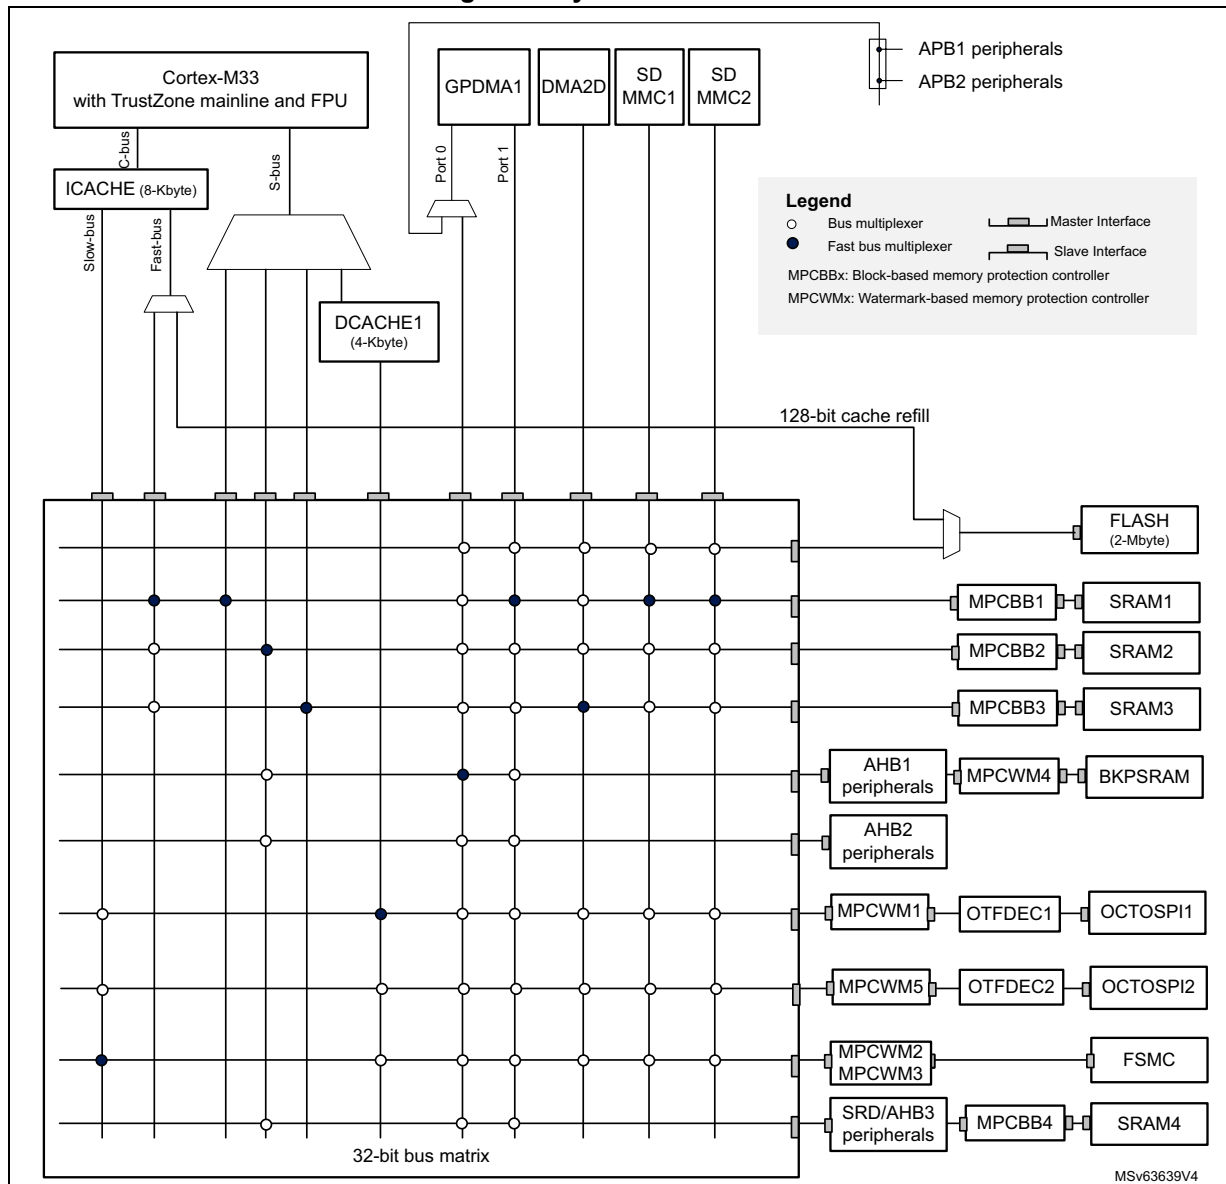 APB1 peripherals
APB2 peripherals
Cortex-M33
with TrustZone mainline and FPU
GPDMA1
DMA2D
SD
MMC1
SD
MMC2
C-bus
S-bus
Port 0
Port 1
ICACHE (8-Kbyte)
Slow-bus
Fast-bus
Legend
Bus multiplexer
Fast bus multiplexer
Master Interface
Slave Interface
MPCBBx: Block-based memory protection controller
MPCWMx: Watermark-based memory protection controller
DCACHE1
(4-Kbyte)
128-bit cache refill
FLASH
(2-Mbyte)
MPCBB1
SRAM1
MPCBB2
SRAM2
MPCBB3
SRAM3
AHB1
peripherals
MPCWM4
BKPSRAM
AHB2
peripherals
MPCWM1
OTFDEC1
OCTOSPI1
MPCWM5
OTFDEC2
OCTOSPI2
MPCWM2
MPCWM3
FSMC
SRD/AHB3
peripherals
MPCBB4
SRAM4
32-bit bus matrix
MSv63639V4